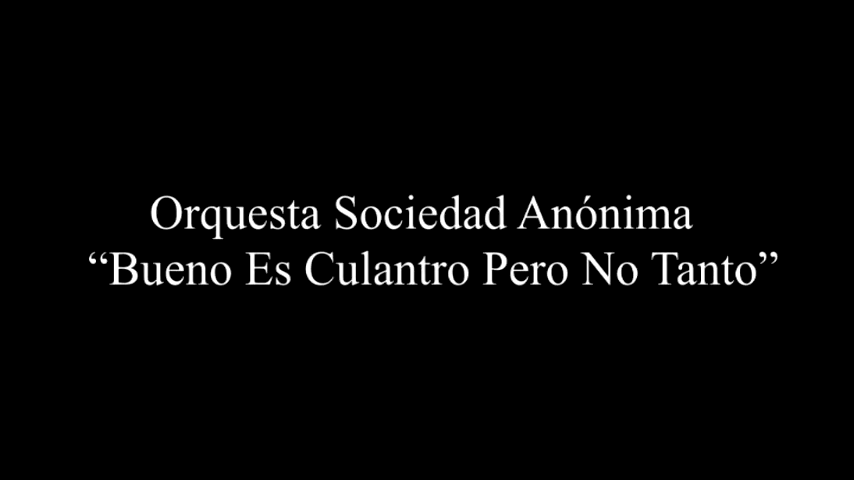 Orquesta Sociedad Anónima
“Bueno Es Culantro Pero No Tanto”